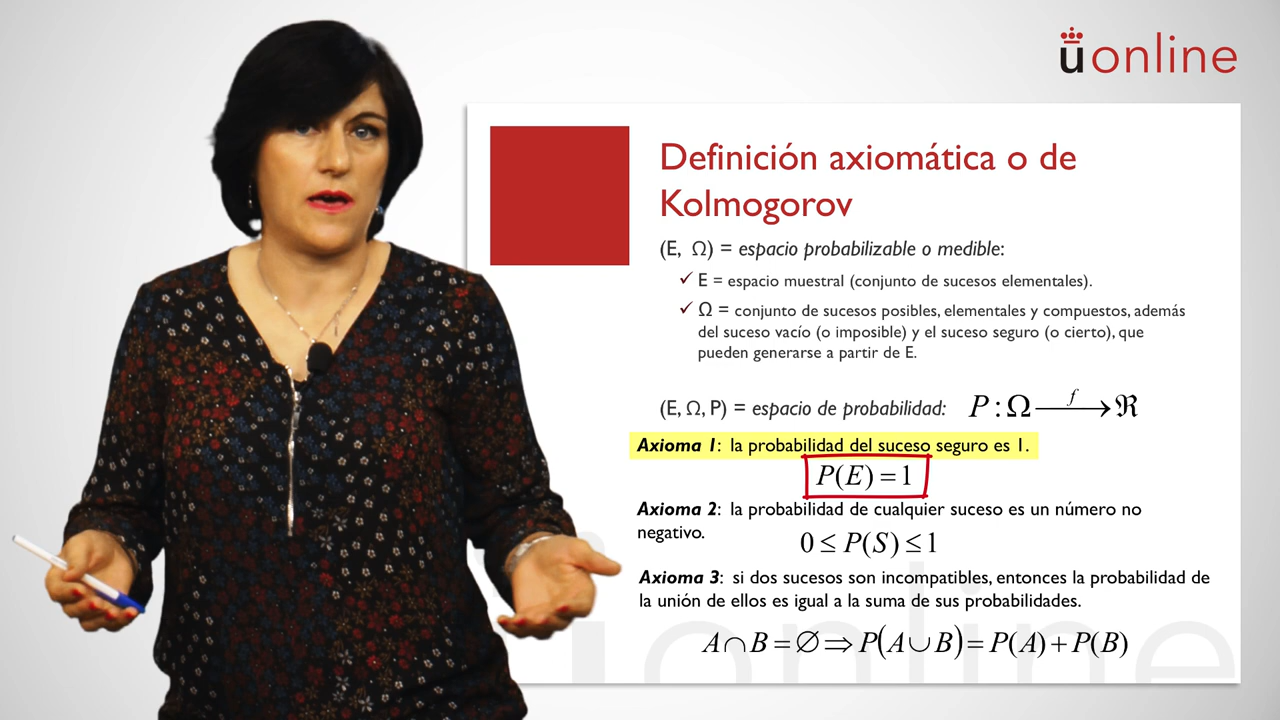 uonline
Definición axiomática o de
Kolmogorov
(E, Ω) = espacio probabilizable o medible:
✓ E = espacio muestral (conjunto de sucesos elementales).
✓ Ω = conjunto de sucesos posibles, elementales y compuestos, además
del suceso vacío (o imposible) y el suceso seguro (o cierto), que
pueden generarse a partir de E.
(E, Ω, P) = espacio de probabilidad: P : Ω —f→ ℜ
Axioma 1: la probabilidad del suceso seguro es 1.
P(E) = 1
Axioma 2: la probabilidad de cualquier suceso es un número no
negativo.
0 ≤ P(S) ≤ 1
Axioma 3: si dos sucesos son incompatibles, entonces la probabilidad de
la unión de ellos es igual a la suma de sus probabilidades.
A ∩ B = ∅ ⇒ P(A ∪ B) = P(A) + P(B)
uonline